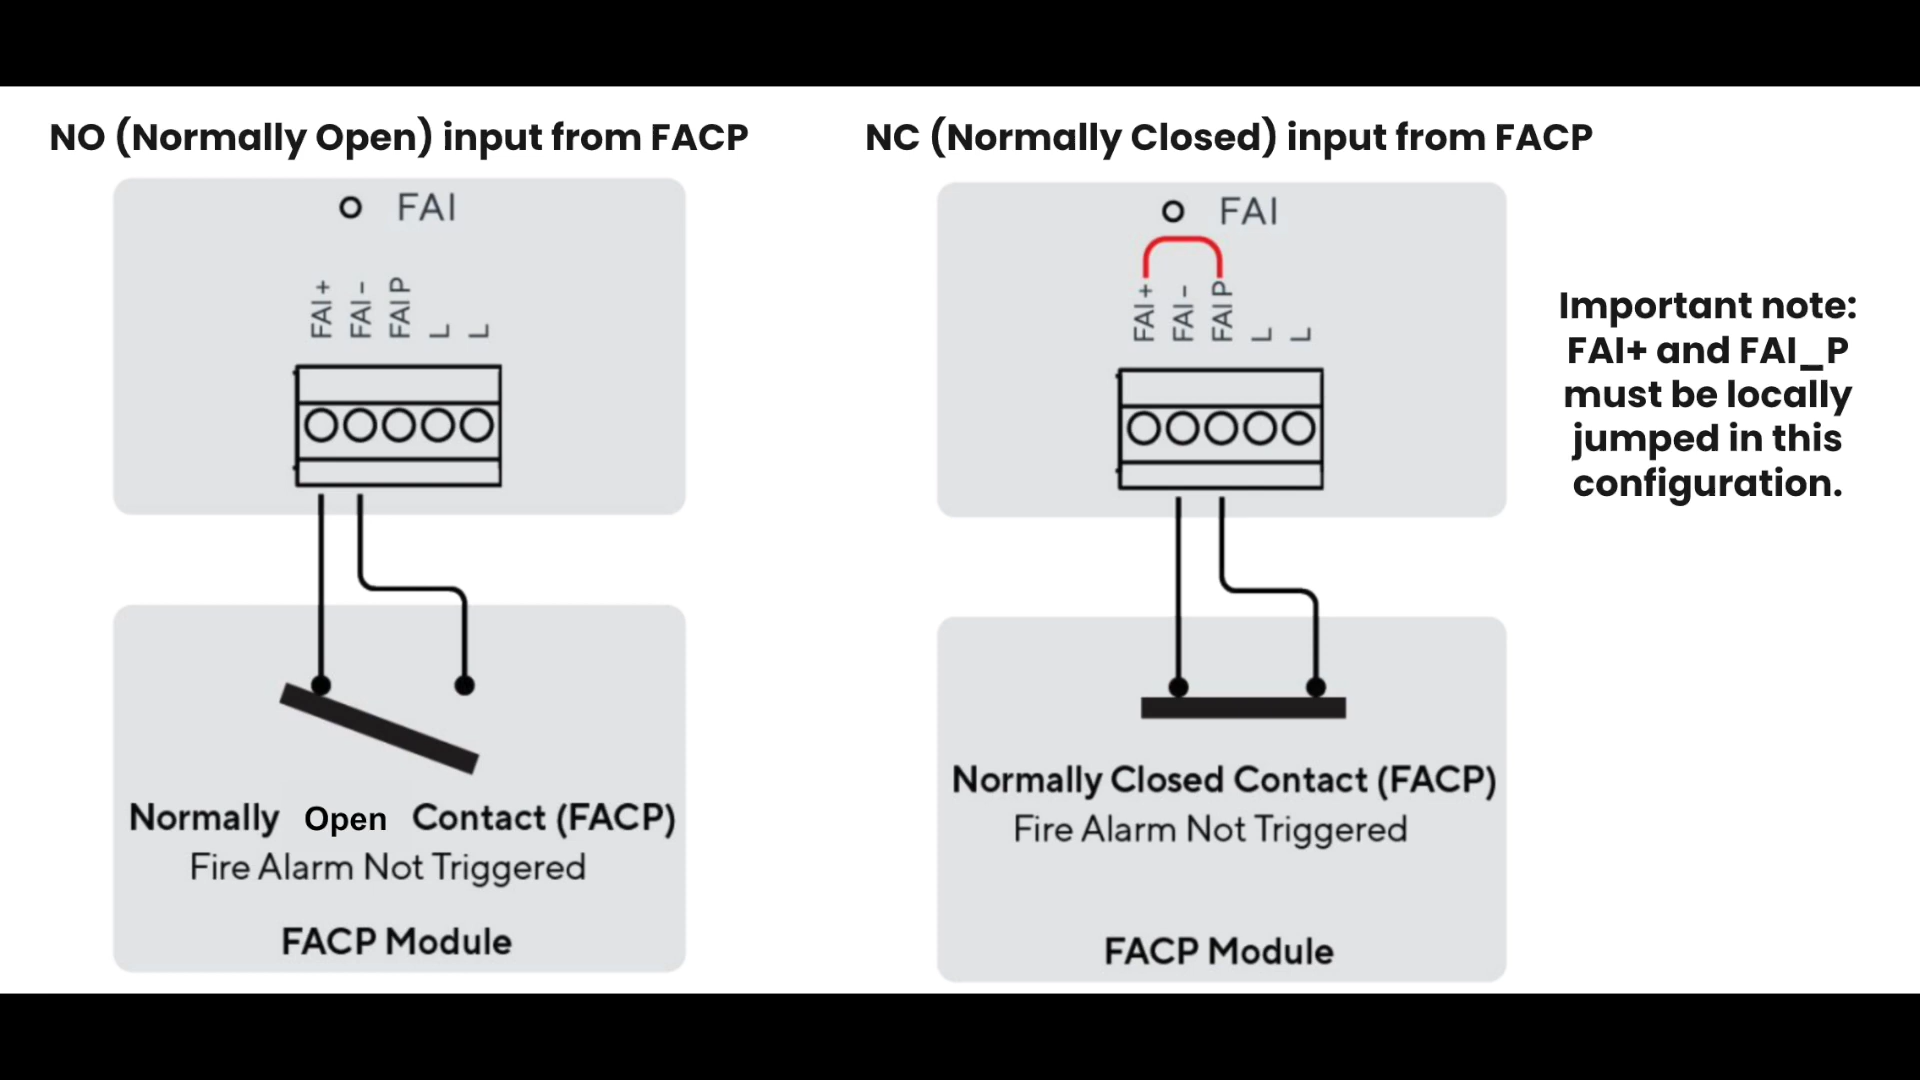 NO (Normally Open) input from FACP
FAI
FAI +
FAI –
FAI P
L
L
Normally Open Contact (FACP)
Fire Alarm Not Triggered
FACP Module
NC (Normally Closed) input from FACP
FAI
FAI +
FAI –
FAI P
L
L
Normally Closed Contact (FACP)
Fire Alarm Not Triggered
FACP Module
Important note:
FAI+ and FAI_P
must be locally
jumped in this
configuration.